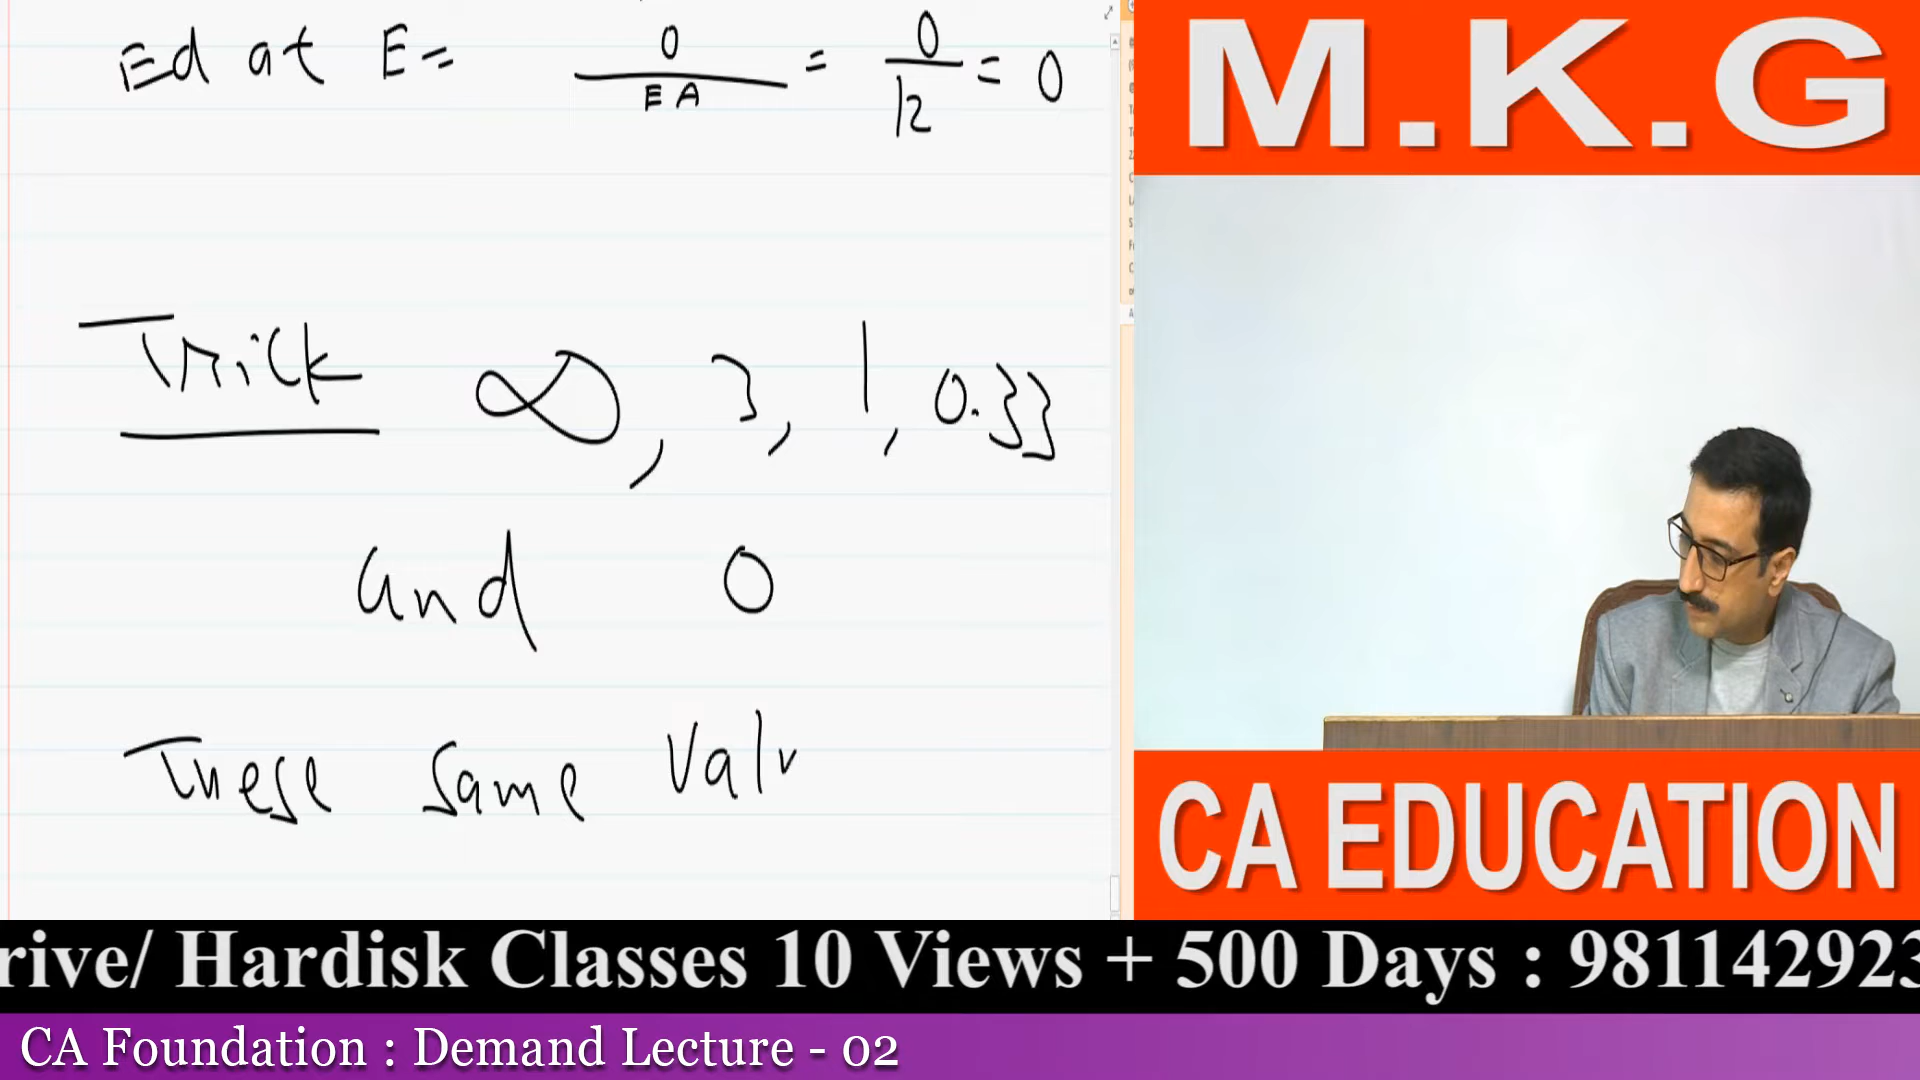 Ed at E = 0/EA = 0/12 = 0
Trick ∞, 3, 1, 0.33
and 0
These same Valu
M.K.G
CA EDUCATION
rive/ Hardisk Classes 10 Views + 500 Days : 981142923
CA Foundation : Demand Lecture - 02